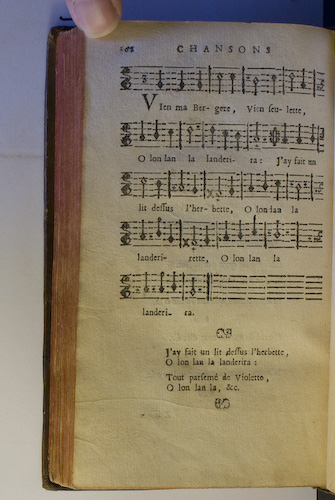 CHANSONS
VIen ma Ber- gere, Vien seu- lette,
O lon lan la landeri- ra: J'ay fait un
lit dessus l'her- bette, O lon lan la
landeri- rette, O lon lan la
landeri- ra.
J'ay fait un lit dessus l'herbette,
O lon lan la landerira:
Tout parsemé de Violette,
O lon lan la, &c.